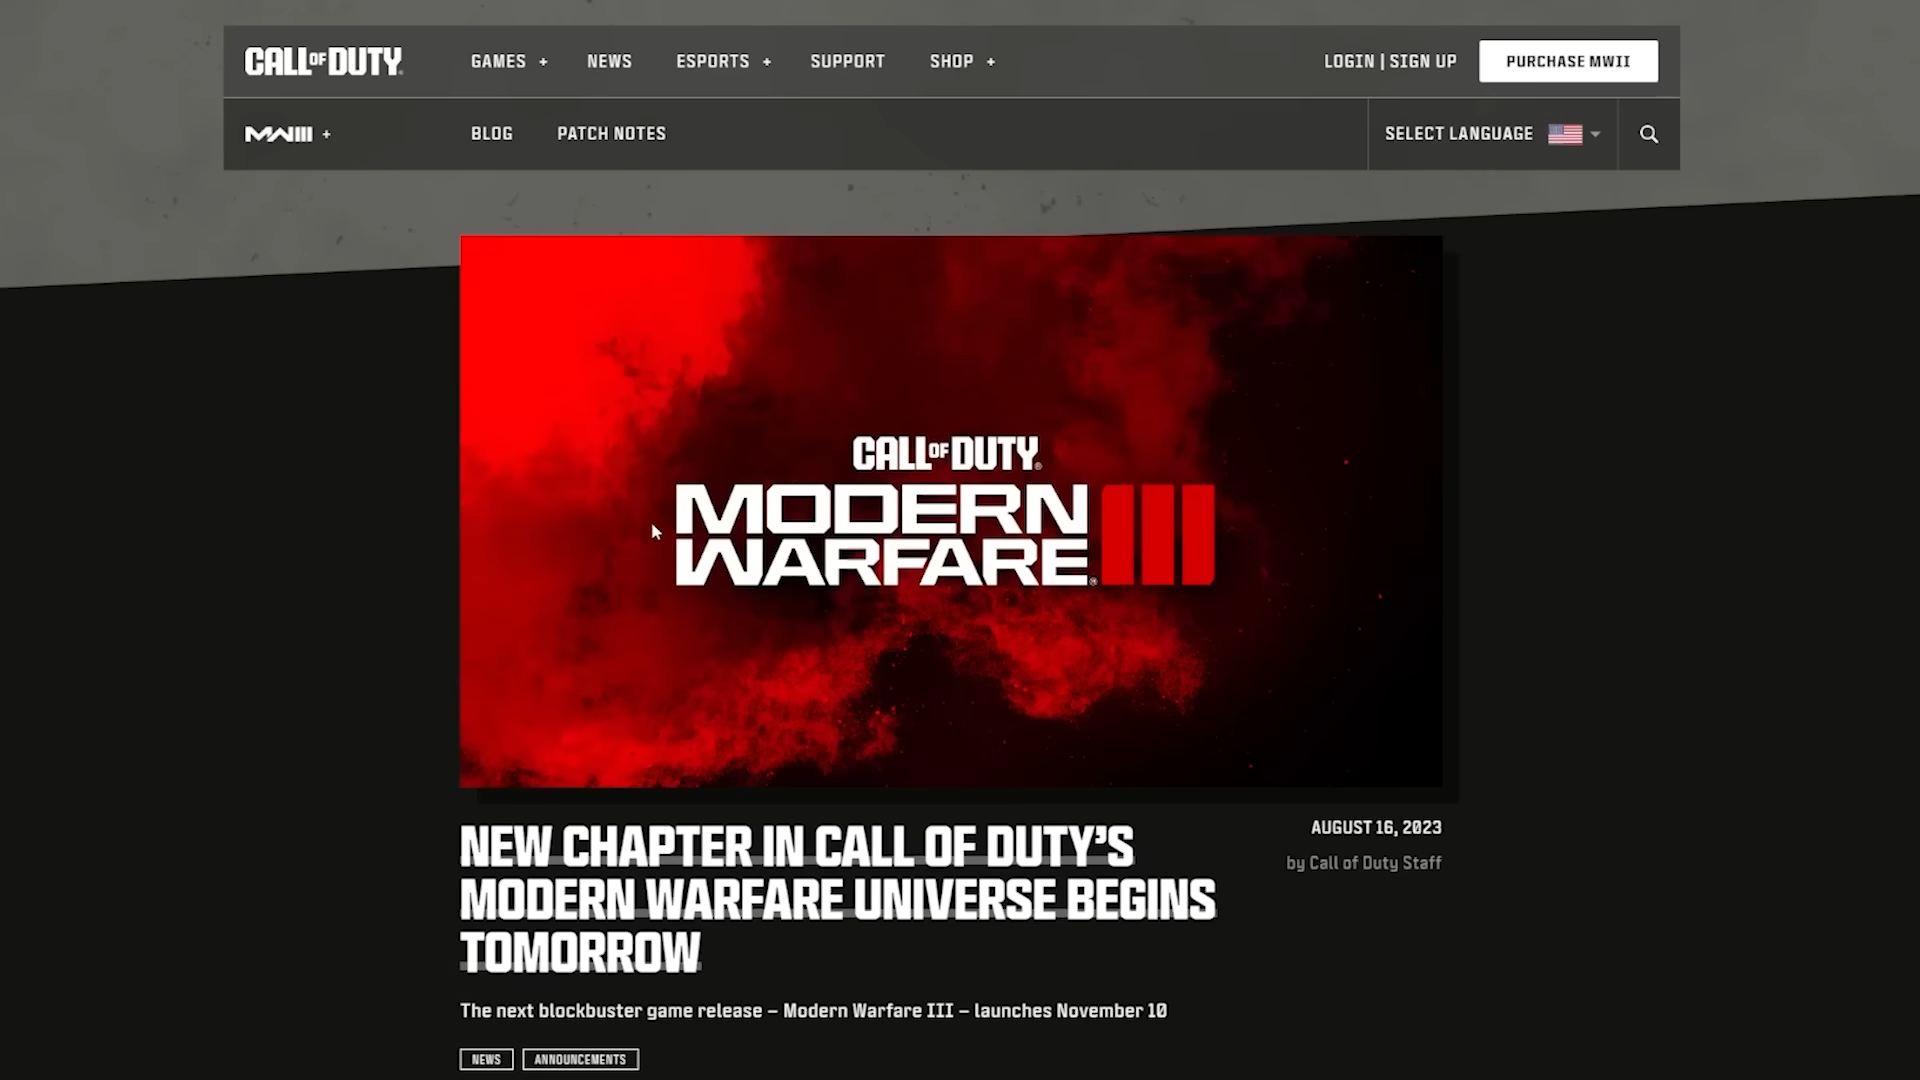 CALL OF DUTY
GAMES + NEWS ESPORTS + SUPPORT SHOP + LOGIN | SIGN UP PURCHASE MWII
MWIII + BLOG PATCH NOTES SELECT LANGUAGE
CALL OF DUTY
MODERN
WARFARE III
NEW CHAPTER IN CALL OF DUTY’S
MODERN WARFARE UNIVERSE BEGINS
TOMORROW
AUGUST 16, 2023
by Call of Duty Staff
The next blockbuster game release – Modern Warfare III – launches November 10
NEWS ANNOUNCEMENTS